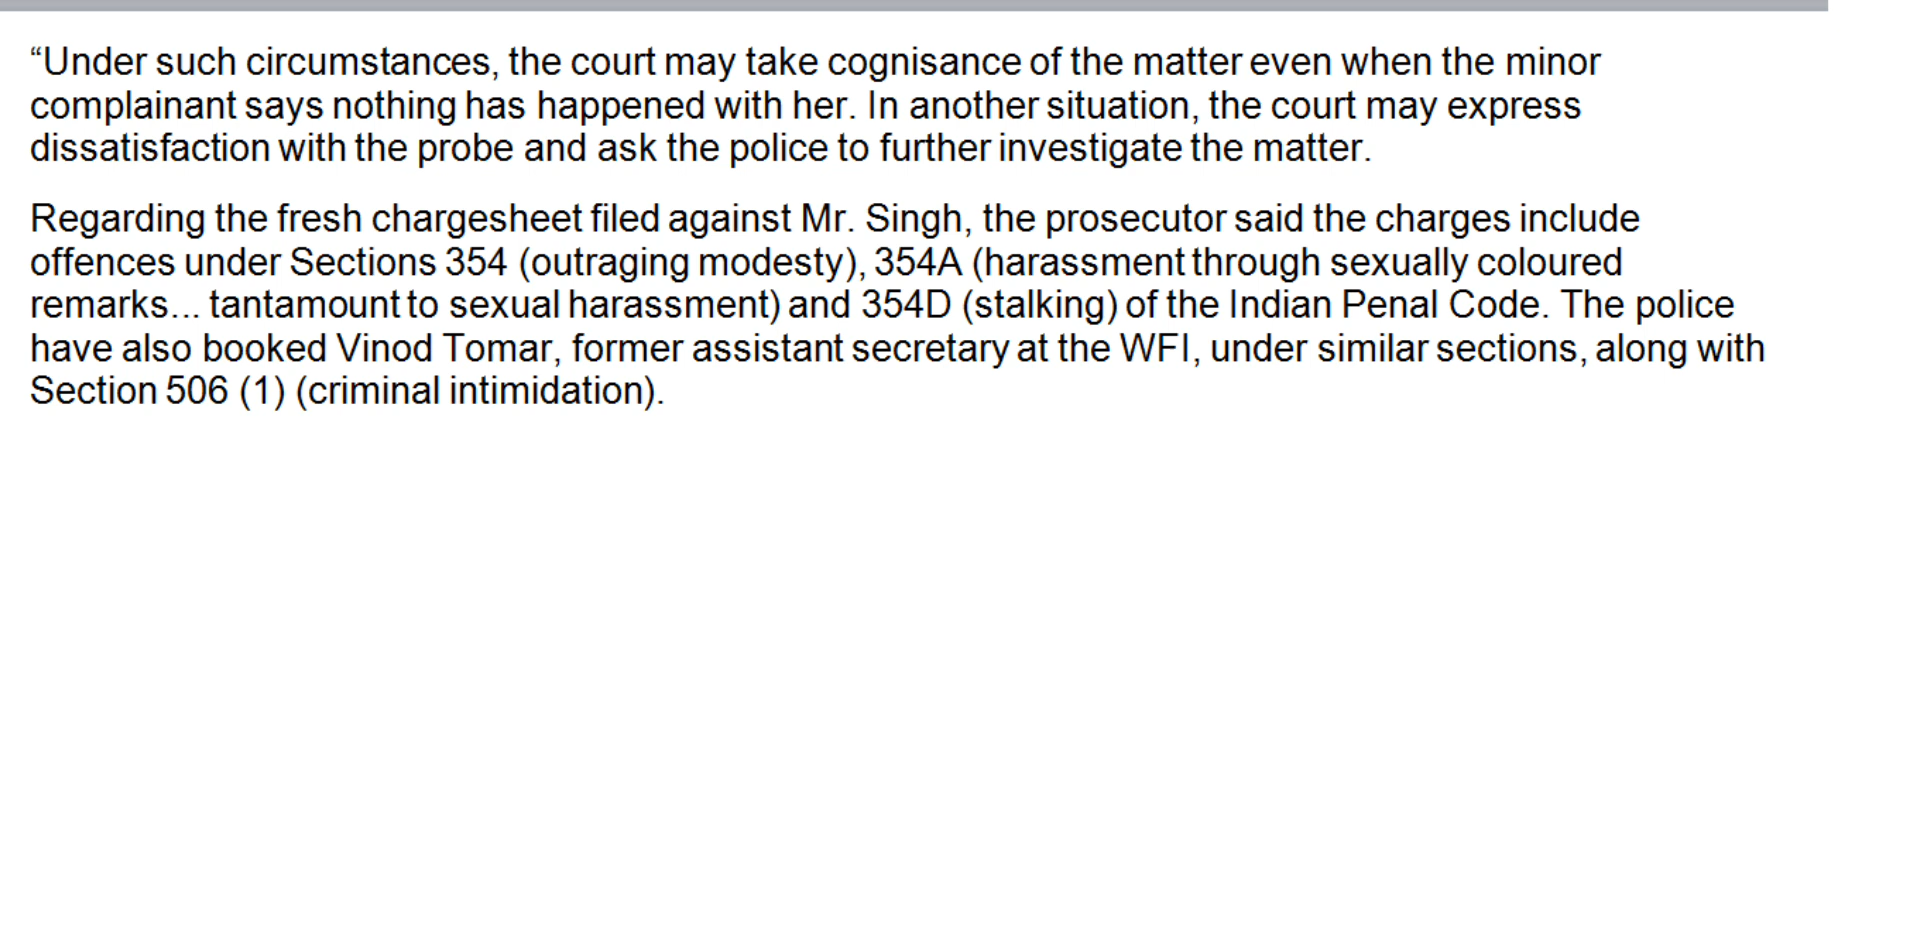 “Under such circumstances, the court may take cognisance of the matter even when the minor
complainant says nothing has happened with her. In another situation, the court may express
dissatisfaction with the probe and ask the police to further investigate the matter.
Regarding the fresh chargesheet filed against Mr. Singh, the prosecutor said the charges include
offences under Sections 354 (outraging modesty), 354A (harassment through sexually coloured
remarks... tantamount to sexual harassment) and 354D (stalking) of the Indian Penal Code. The police
have also booked Vinod Tomar, former assistant secretary at the WFI, under similar sections, along with
Section 506 (1) (criminal intimidation).